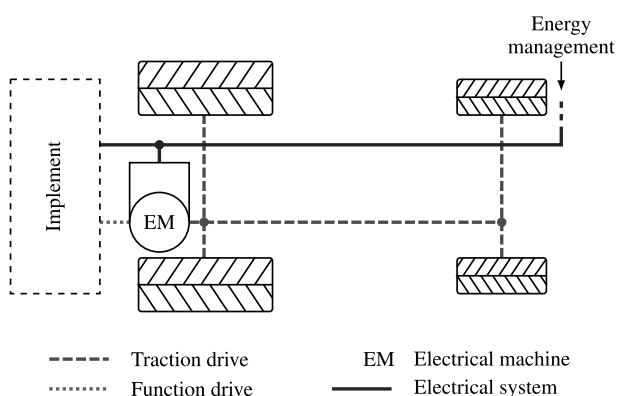 Energy
management
Implement
EM
Traction drive
EM Electrical machine
Function drive
Electrical system